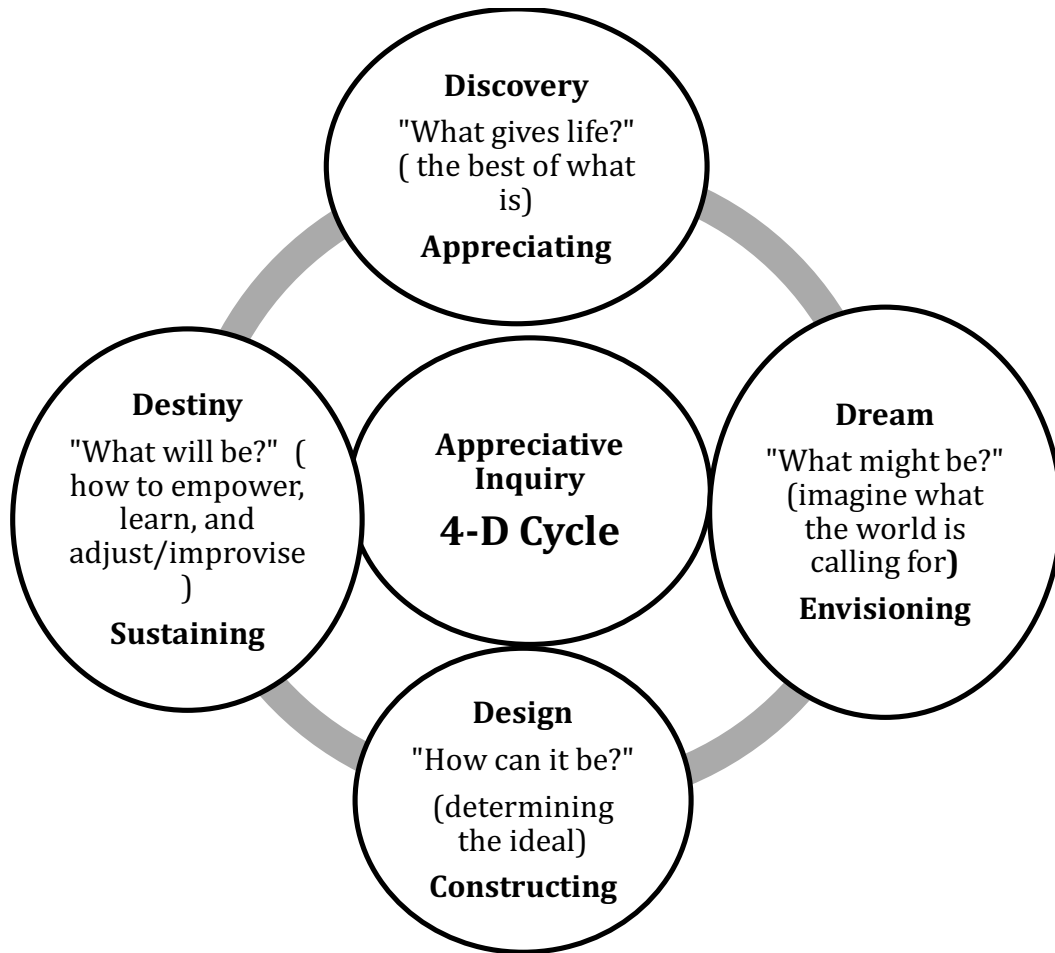 Discovery
"What gives life?"
( the best of what
is)
Appreciating
Destiny
"What will be?"  (
how to empower,
learn, and
adjust/improvise
)
Sustaining
Appreciative
Inquiry
4-D Cycle
Dream
"What might be?"
(imagine what
the world is
calling for)
Envisioning
Design
"How can it be?"
(determining
the ideal)
Constructing